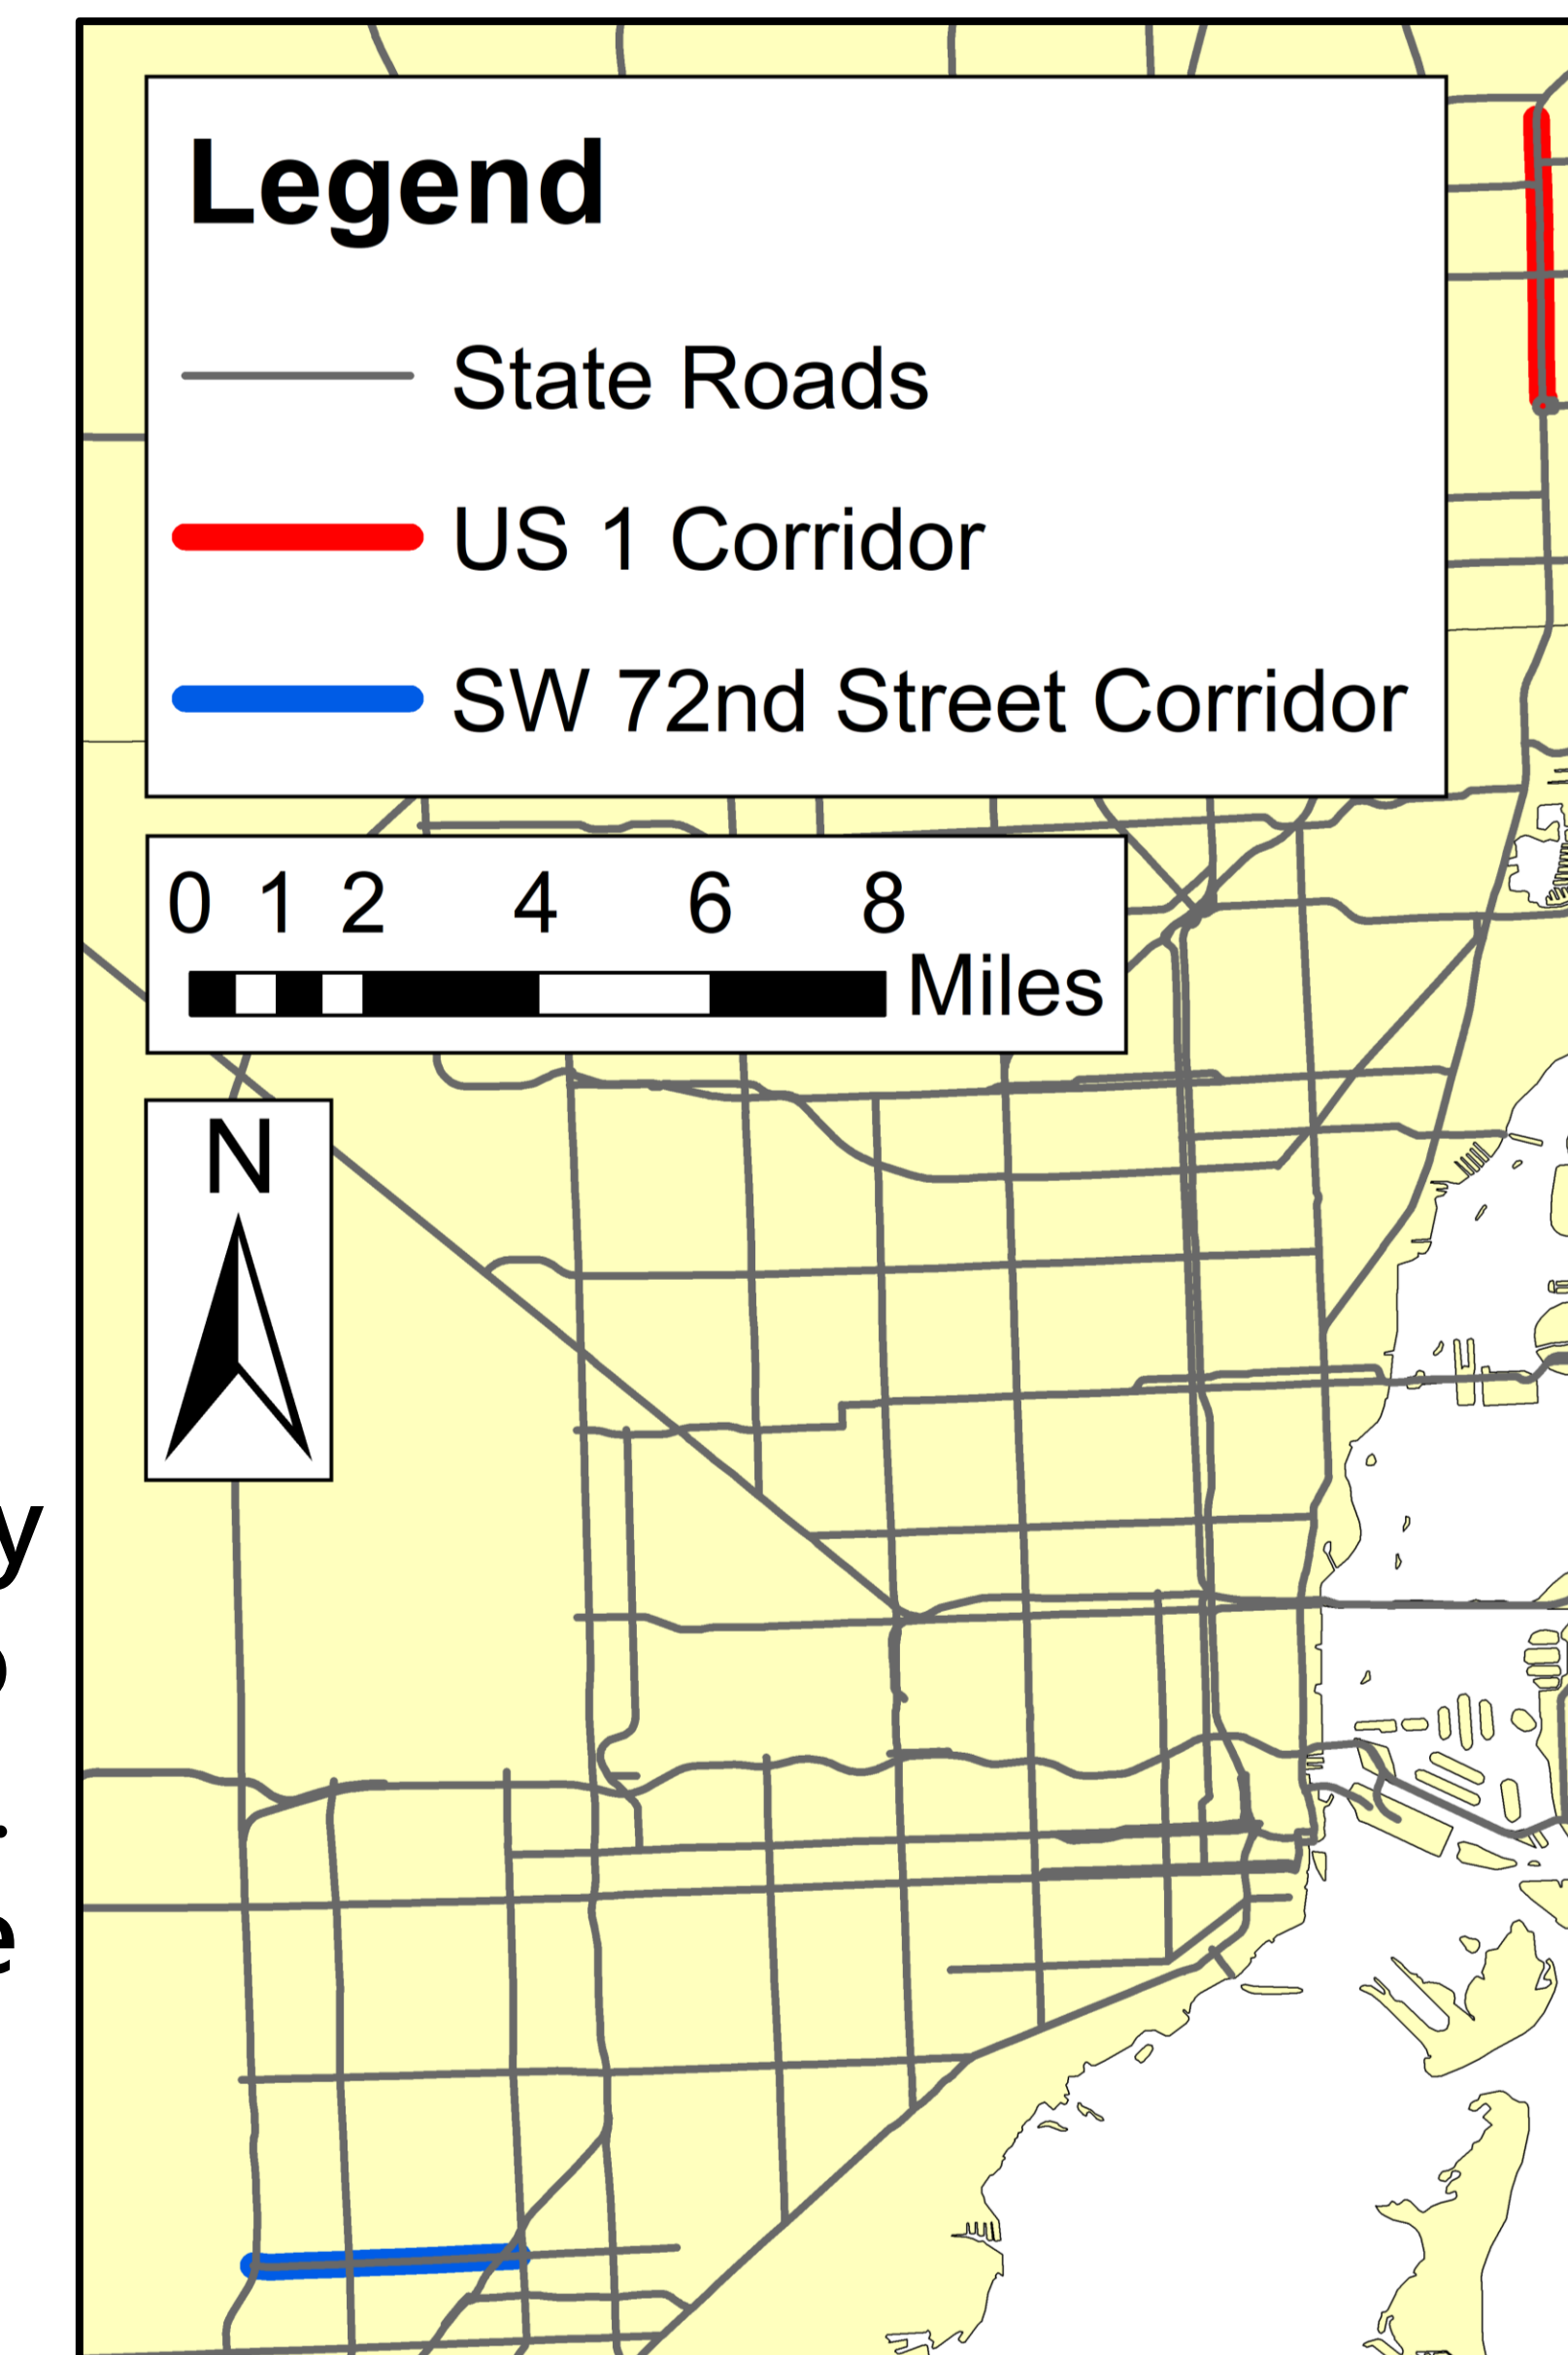 Legend
State Roads
US 1 Corridor
SW 72nd Street Corridor
0 1 2 4 6 8
Miles
N
y
.
e